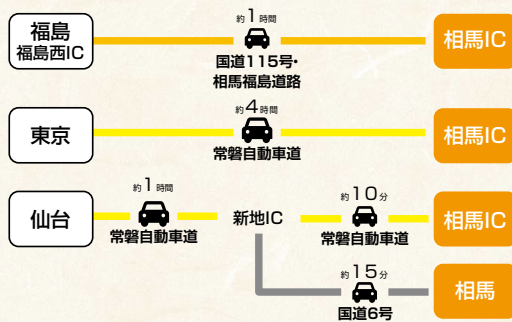 福島
福島西IC
約1時間
国道115号・
相馬福島道路
相馬IC
東京
約4時間
常磐自動車道
相馬IC
仙台
約1時間
常磐自動車道
新地IC
約10分
常磐自動車道
相馬IC
約15分
国道6号
相馬